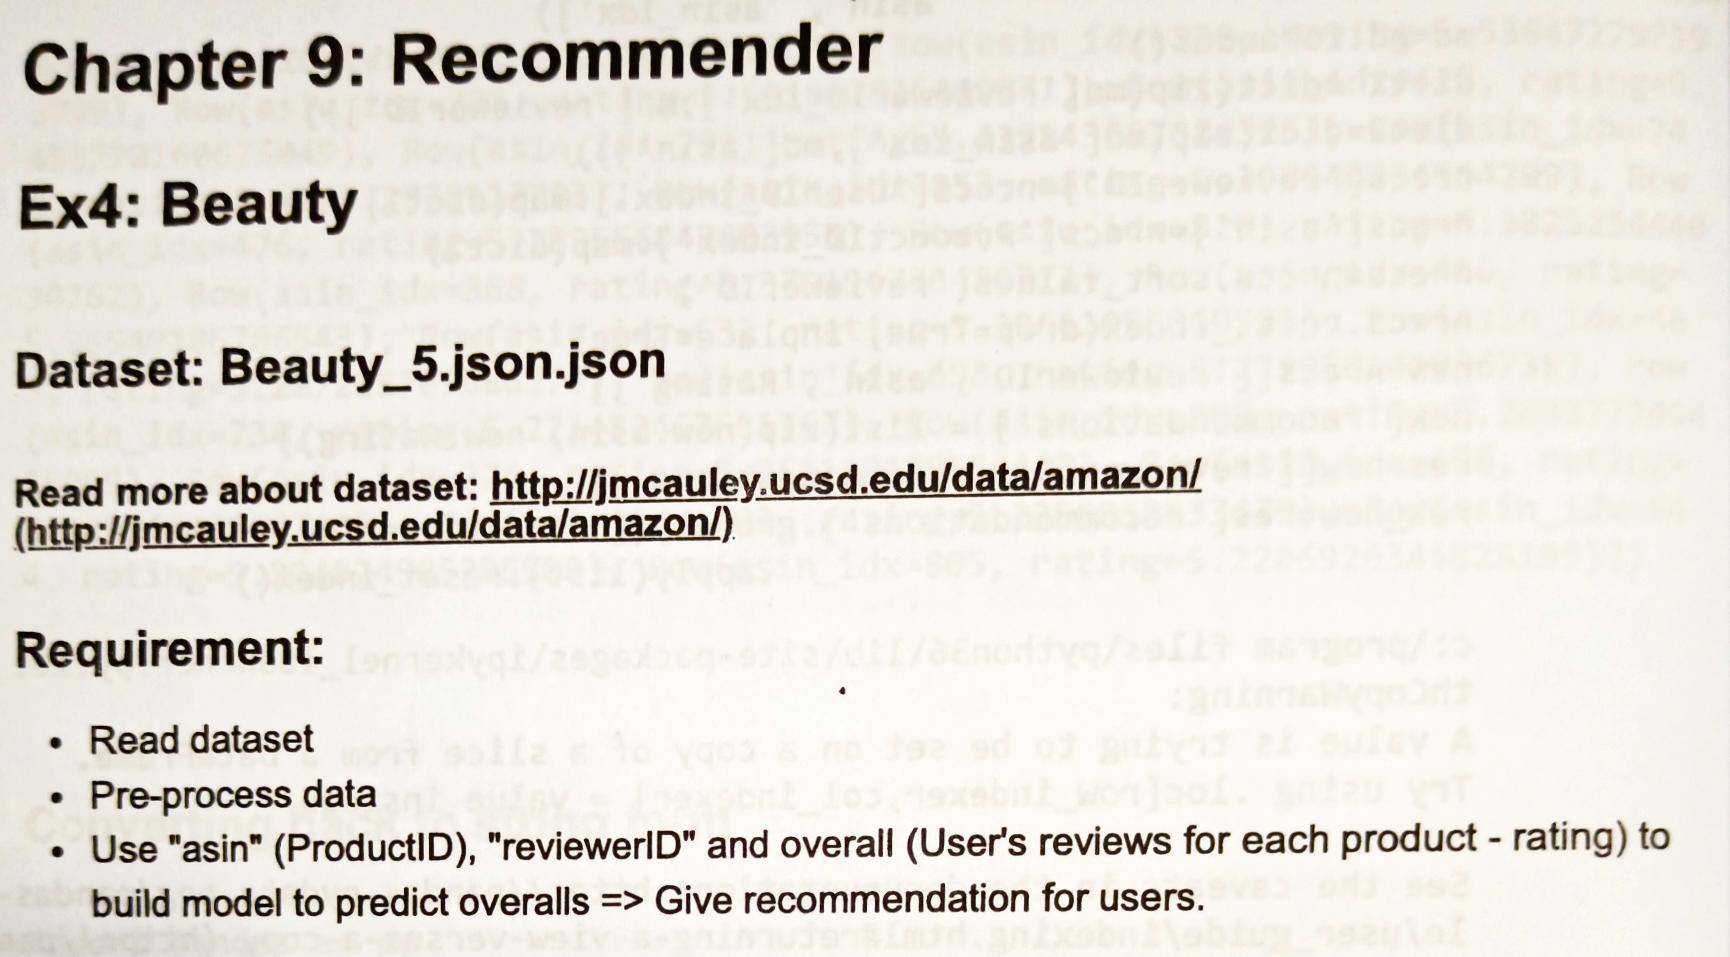 Chapter 9: Recommender
Ex4: Beauty
Dataset: Beauty_5.json.json
Read more about dataset: http://jmcauley.ucsd.edu/data/amazon/
(http://jmcauley.ucsd.edu/data/amazon/)
Requirement:
• Read dataset
• Pre-process data
• Use "asin" (ProductID), "reviewerID" and overall (User's reviews for each product - rating) to
build model to predict overalls => Give recommendation for users.